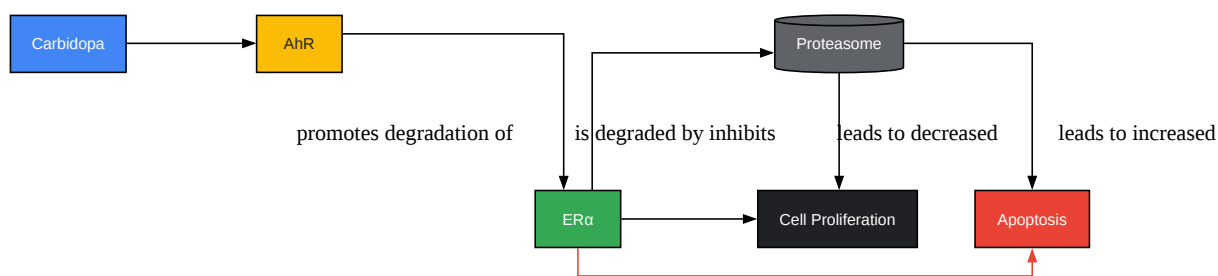 Carbidopa
AhR
Proteasome
promotes degradation of
is degraded by inhibits
leads to decreased
leads to increased
ERα
Cell Proliferation
Apoptosis